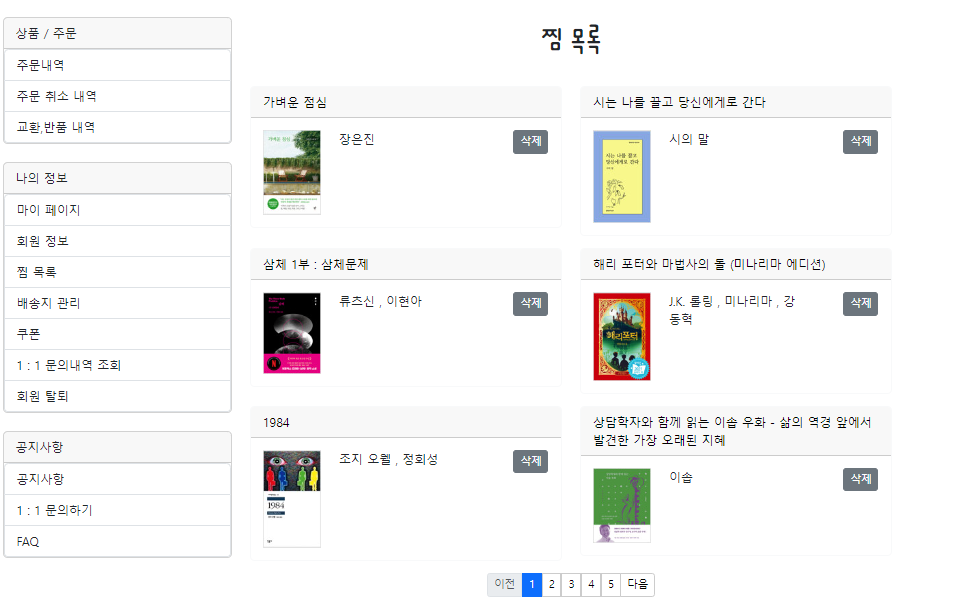 상품 / 주문
주문내역
주문 취소 내역
교환,반품 내역
나의 정보
마이 페이지
회원 정보
찜 목록
배송지 관리
쿠폰
1 : 1 문의내역 조회
회원 탈퇴
공지사항
공지사항
1 : 1 문의하기
FAQ
찜 목록
가벼운 점심
가벼운 점심
장은진
삭제
시는 나를 끌고 당신에게로 간다
시는 나를 끌고
당신에게로 간다
시의 말
삭제
삼체 1부 : 삼체문제
류츠신 , 이현아
삭제
해리 포터와 마법사의 돌 (미나리마 에디션)
해리포터
J.K. 롤링 , 미나리마 , 강
동혁
삭제
1984
1984
조지 오웰 , 정회성
삭제
상담학자와 함께 읽는 이솝 우화 - 삶의 역경 앞에서
발견한 가장 오래된 지혜
이솝
삭제
이전 1 2 3 4 5 다음